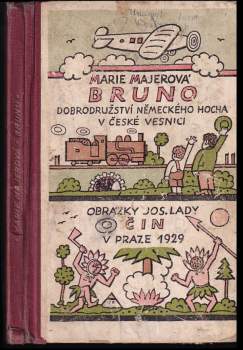 MARIE MAJEROVÁ
BRUNO
DOBRODRUŽSTVÍ NĚMECKÉHO HOCHA
V ČESKÉ VESNICI
OBRÁZKY JOS. LADY
ČIN
V PRAZE 1929